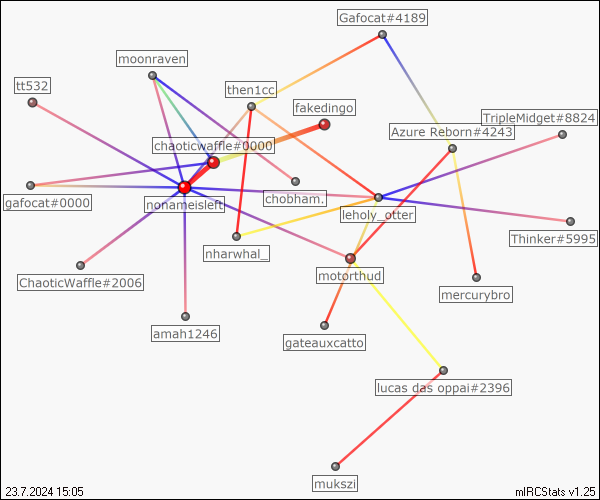 Gafocat#4189
moonraven
tt532
then1cc
fakedingo
TripleMidget#8824
Azure Reborn#4243
chaoticwaffle#0000
gafocat#0000
nonameisleft
chobham.
leholy_otter
Thinker#5995
nharwhal_
ChaoticWaffle#2006
motorthud
mercurybro
amah1246
gateauxcatto
lucas das oppai#2396
mukszi
23.7.2024 15:05
mIRCStats v1.25